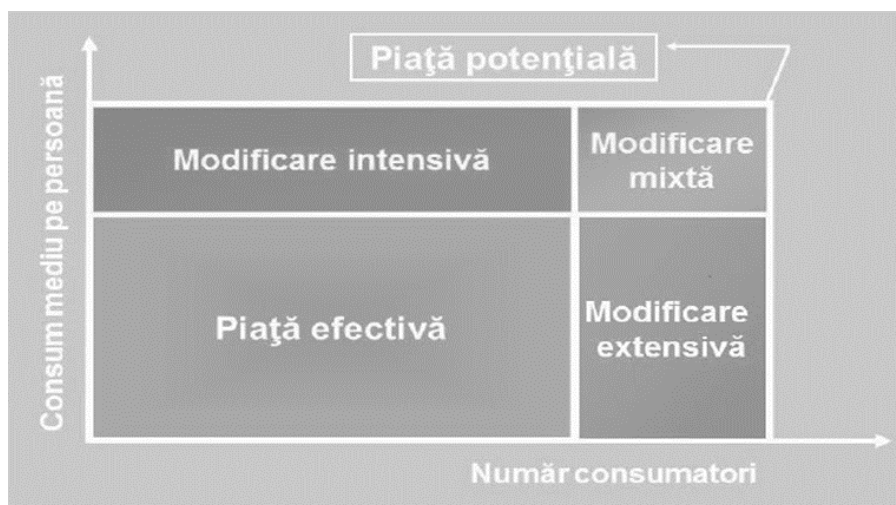 Piaţă potenţială
Consum mediu pe persoană
Modificare intensivă
Modificare
mixtă
Piaţă efectivă
Modificare
extensivă
Număr consumatori